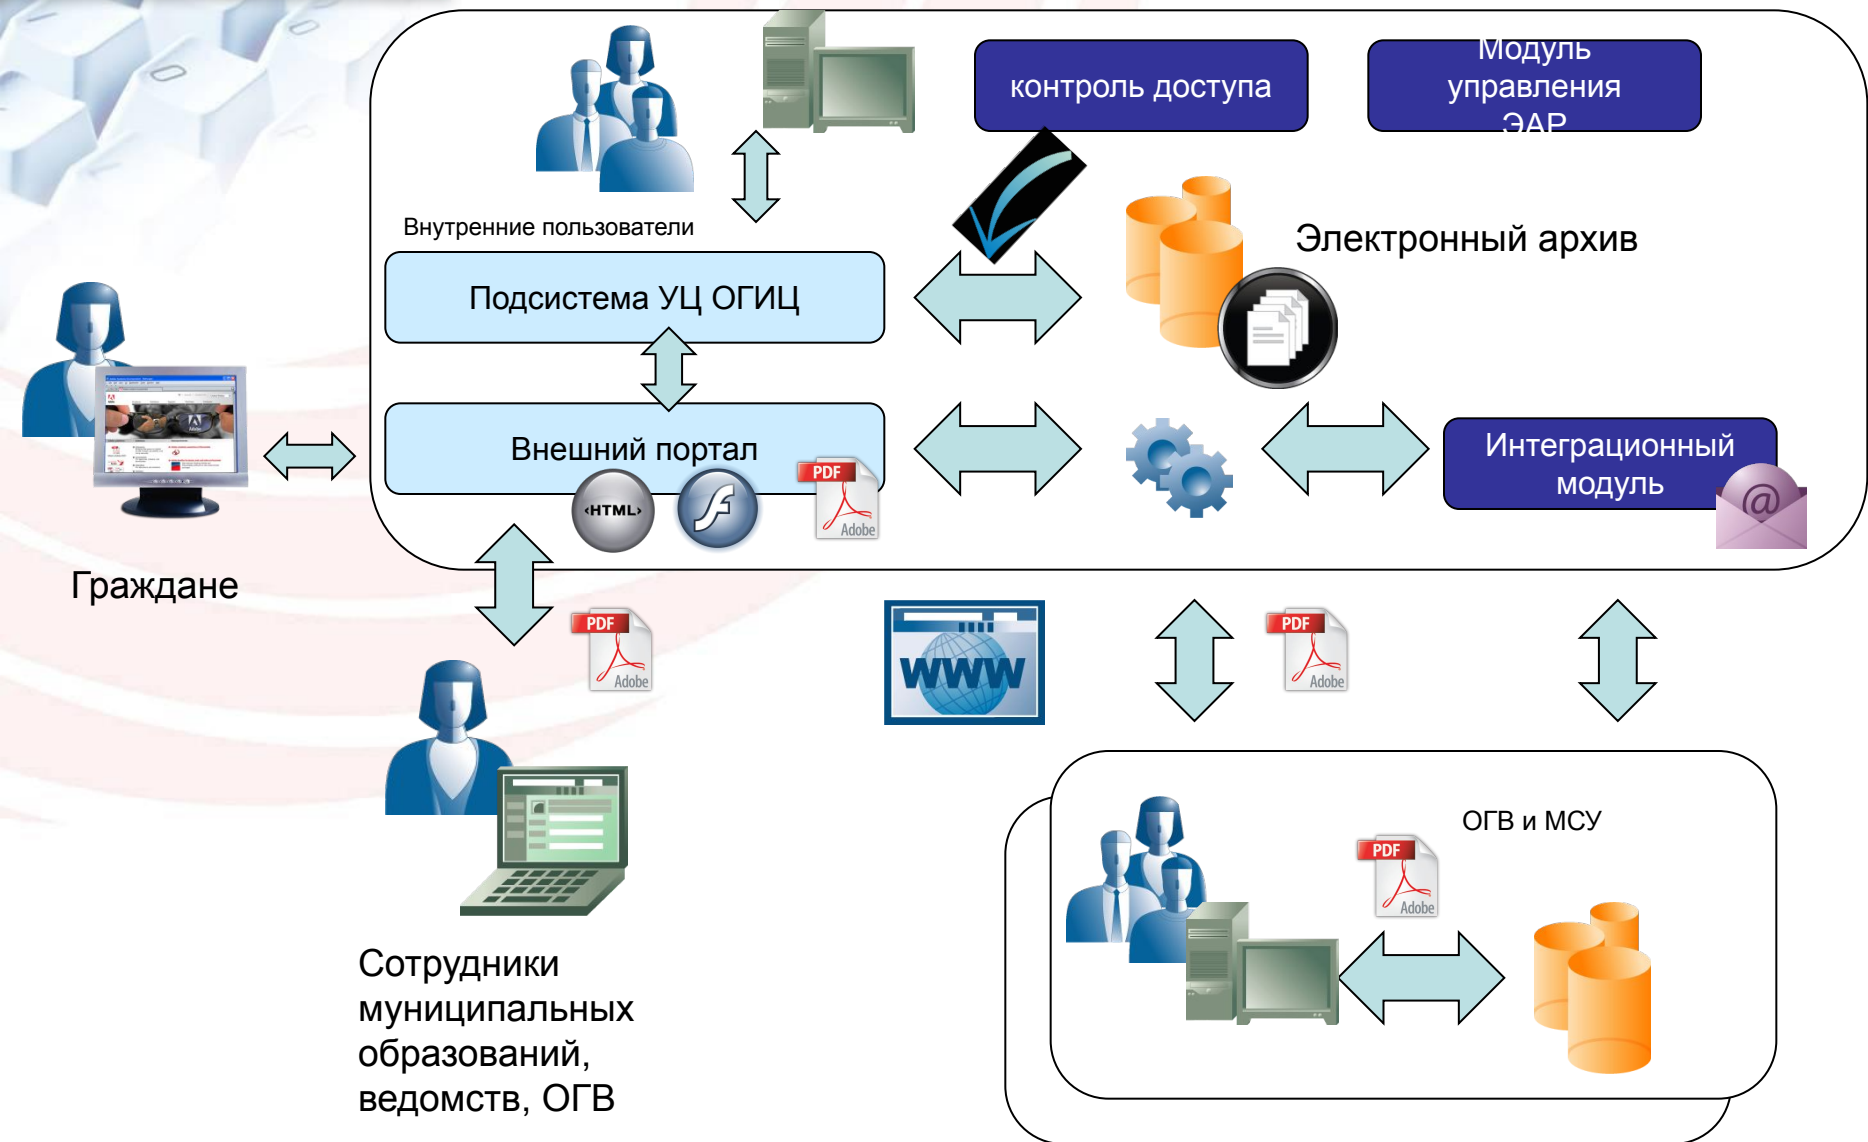 контроль доступа
Модуль
управления
ЭАР
Внутренние пользователи
Электронный архив
Подсистема УЦ ОГИЦ
Внешний портал
PDF
Adobe
‹HTML›
Интеграционный
модуль
@
Граждане
PDF
Adobe
www
PDF
Adobe
ОГВ и МСУ
PDF
Adobe
Сотрудники
муниципальных
образований,
ведомств, ОГВ